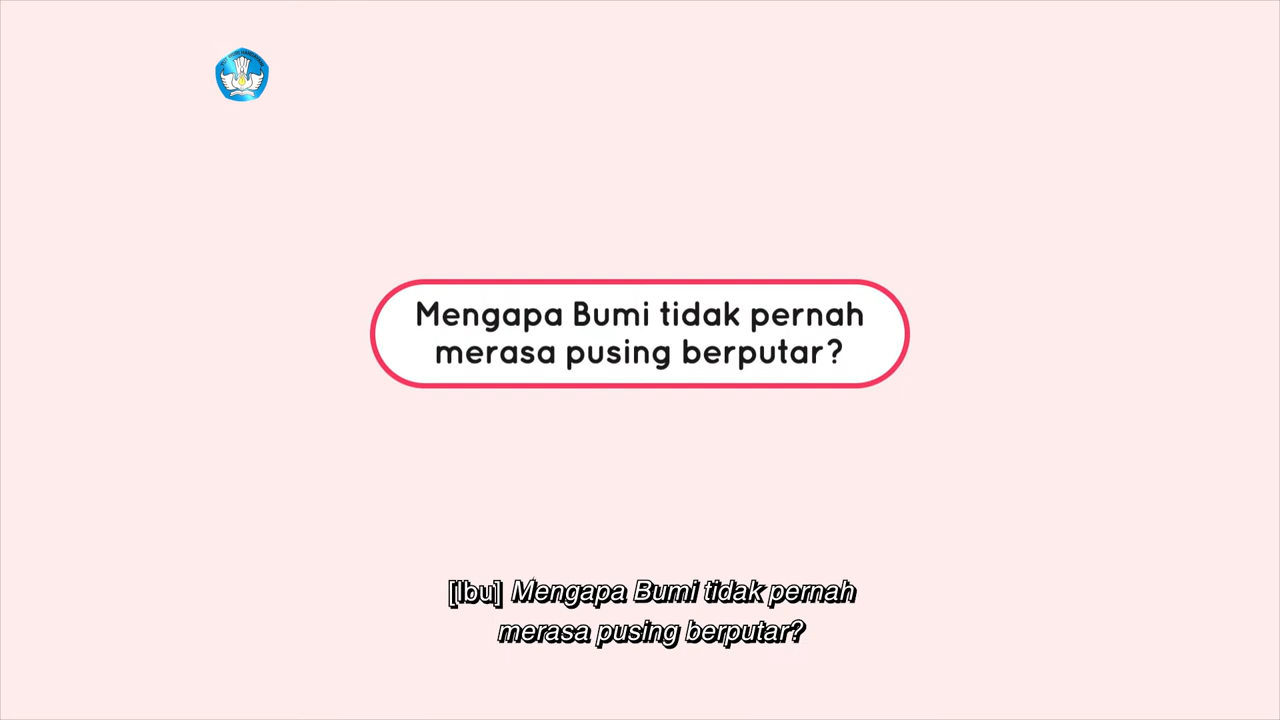 Mengapa Bumi tidak pernah
merasa pusing berputar?
[Ibu] Mengapa Bumi tidak pernah
merasa pusing berputar?